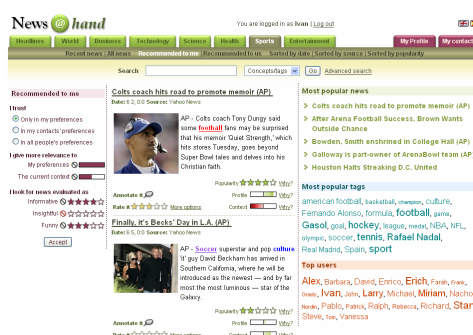 News @ hand
You are logged in as ivan | Log out
Headlines World Business Technology Science Health Sports Entertainment My Profile My contac
Recent news | All news | Recommended to me | Recommended to us | Sorted by date | Sorted by source | Sorted by popularity
Search Concepts/tags Go Advanced search
Recommended to me
I trust
Only in my preferences
In my contacts' preferences
In all people's preferences
I give more relevance to
My preferences
The current context
I look for news evaluated as
Informative
Insightful
Funny
Accept
Colts coach hits road to promote memoir (AP)
Date: 6 2, 0:0 Source: Yahoo News
AP - Colts coach Tony Dungy said
some football fans may be surprised
that his memoir 'Quiet Strength,' which
hits stores Tuesday, goes beyond
Super Bowl tales and delves into his
Christian faith.
Popularity Why?
Annotate # Profile Why?
Rate # More options Context Why?
Finally, it's Becks' Day in L.A. (AP)
Date: 6 5, 0:0 Source: Yahoo News
AP - Soccer superstar and pop culture
'it' guy David Beckham has arrived in
Southern California, where he will be
introduced as the newest — and by far
most the most luminous — star of the
Galaxy.
Popularity Why?
Annotate # Profile Why?
Rate # More options Context Why?
Most popular news
Colts coach hits road to promote memoir (AP)
After Arena Football Success, Brown Wants
Outside Chance
Bowden, Smith enshrined in College Hall (AP)
Galloway is part-owner of ArenaBowl team (AP
Houston Halts Streaking D.C. United
Most popular tags
american football, basketball, champion, culture,
Fernando Alonso, formula, football, game,
Gasol, goal, hockey, league, medal, NBA, NFL,
olympic, soccer, tennis, Rafael Nadal,
Real Madrid, Spain, sport
Top users
Alex, Barbara, David, Enrico, Erich, Farah, Frank,
Ivan, John, Larry, Michael, Miriam, Nacho
Pablo, Patrick, Ralph, Rebecca, Richard, Star
Steve, Tom, Vanessa